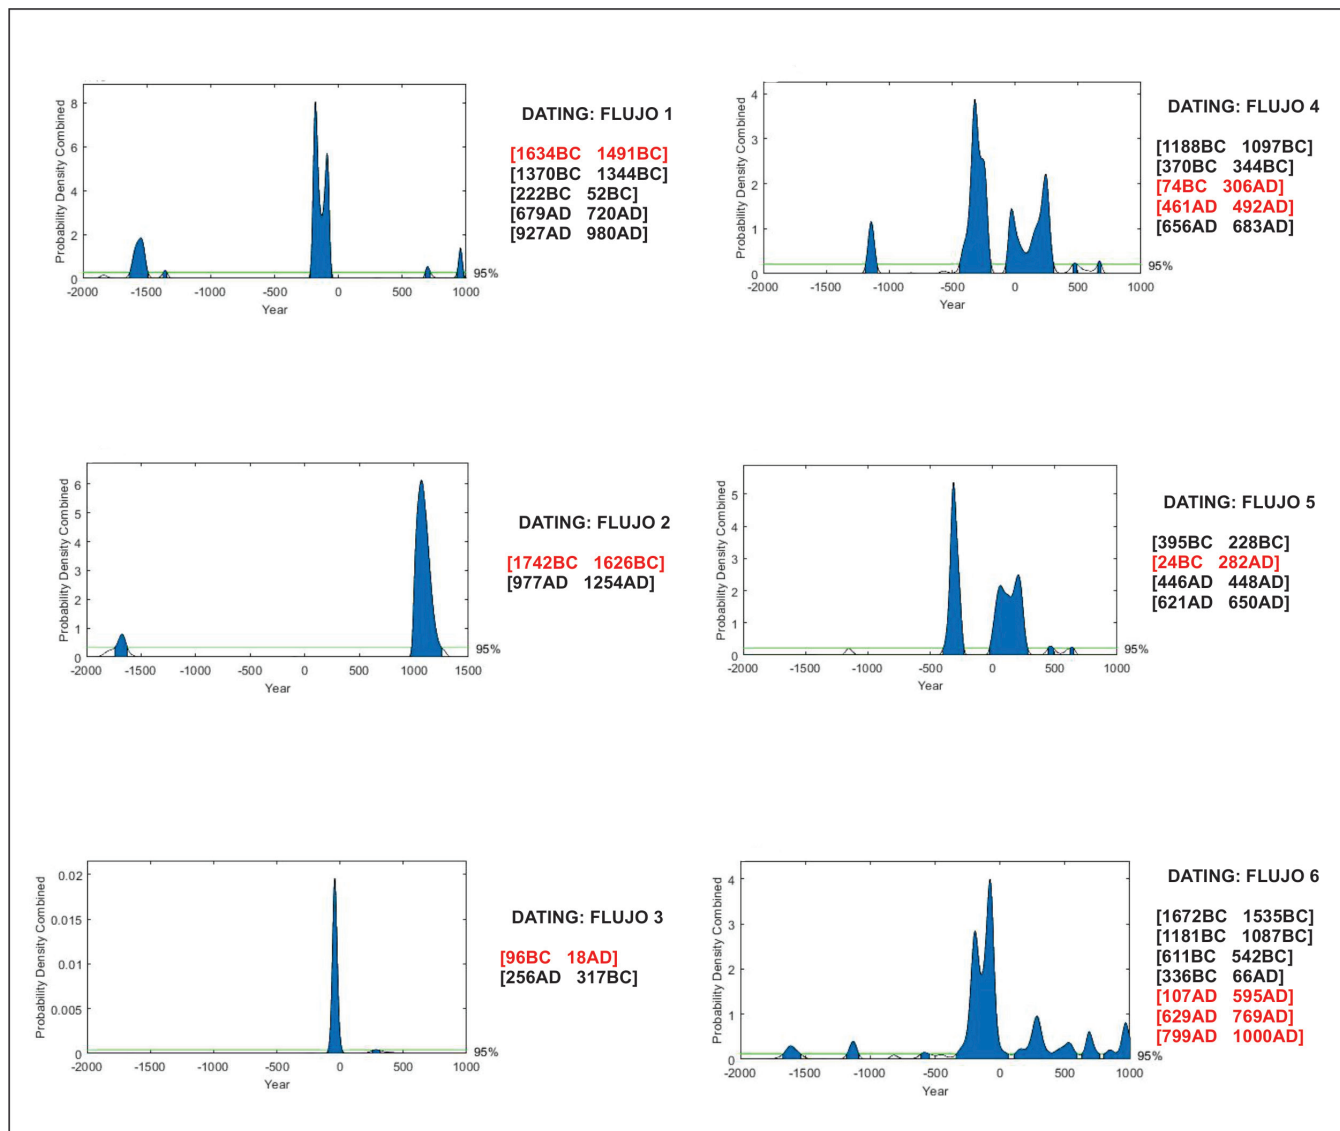 Probability Density Combined
8
6
4
2
0
-2000 -1500 -1000 -500 0 500 1000
Year
95%
DATING: FLUJO 1
[1634BC 1491BC]
[1370BC 1344BC]
[222BC 52BC]
[679AD 720AD]
[927AD 980AD]
Probability Density Combined
4
3
2
1
0
-2000 -1500 -1000 -500 0 500 1000
Year
95%
DATING: FLUJO 4
[1188BC 1097BC]
[370BC 344BC]
[74BC 306AD]
[461AD 492AD]
[656AD 683AD]
Probability Density Combined
6
5
4
3
2
1
0
-2000 -1500 -1000 -500 0 500 1000 1500
Year
95%
DATING: FLUJO 2
[1742BC 1626BC]
[977AD 1254AD]
Probability Density Combined
5
4
3
2
1
0
-2000 -1500 -1000 -500 0 500 1000
Year
95%
DATING: FLUJO 5
[395BC 228BC]
[24BC 282AD]
[446AD 448AD]
[621AD 650AD]
Probability Density Combined
0.02
0.015
0.01
0.005
0
-2000 -1500 -1000 -500 0 500 1000
Year
95%
DATING: FLUJO 3
[96BC 18AD]
[256AD 317BC]
Probability Density Combined
4
3
2
1
0
-2000 -1500 -1000 -500 0 500 1000
Year
95%
DATING: FLUJO 6
[1672BC 1535BC]
[1181BC 1087BC]
[611BC 542BC]
[336BC 66AD]
[107AD 595AD]
[629AD 769AD]
[799AD 1000AD]